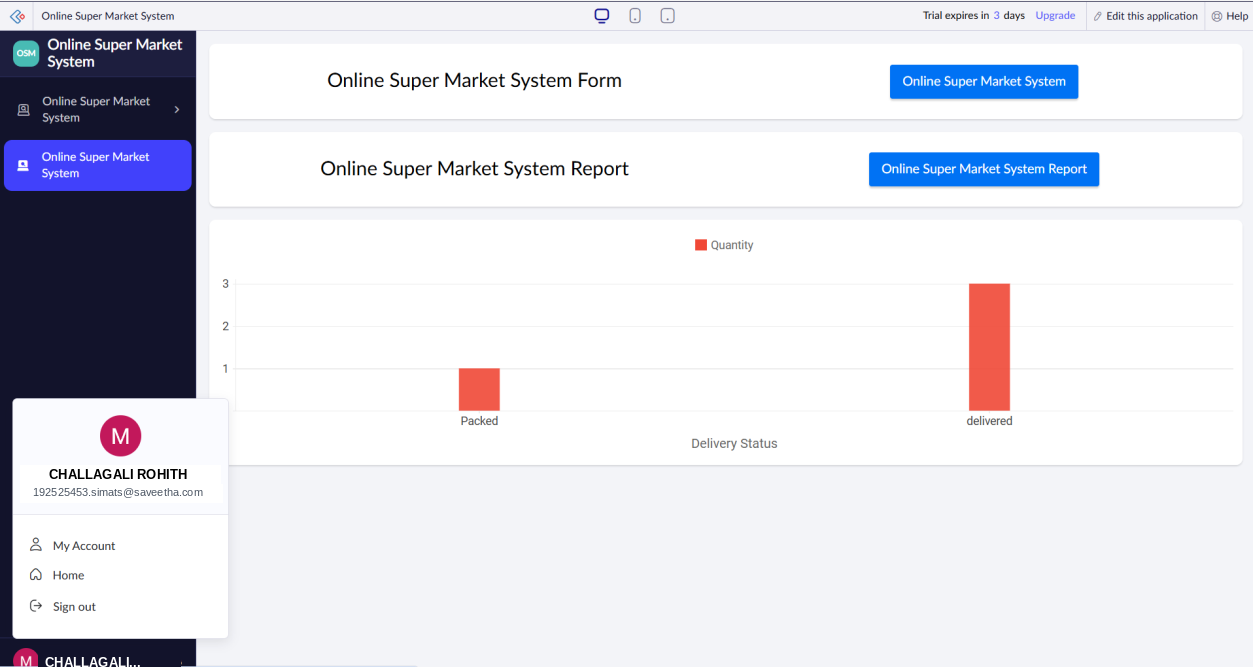 Online Super Market System
Trial expires in 3 days Upgrade
Edit this application
Help
OSM
Online Super Market
System
Online Super Market
System
Online Super Market
System
Online Super Market System Form
Online Super Market System
Online Super Market System Report
Online Super Market System Report
Quantity
3
2
1
Packed
delivered
Delivery Status
M
CHALLAGALI ROHITH
192525453.simats@saveetha.com
My Account
Home
Sign out
M
CHALLAGALI...